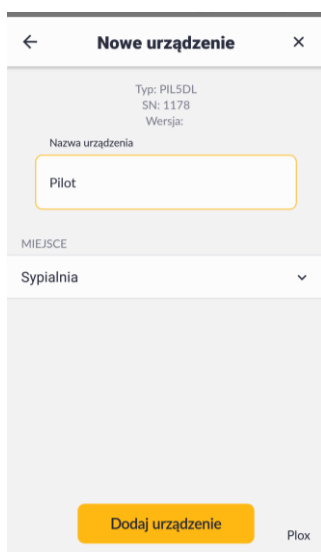 Nowe urządzenie
Typ: PIL5DL
SN: 1178
Wersja:
Nazwa urządzenia
Pilot
MIEJSCE
Sypialnia
Dodaj urządzenie
Plox